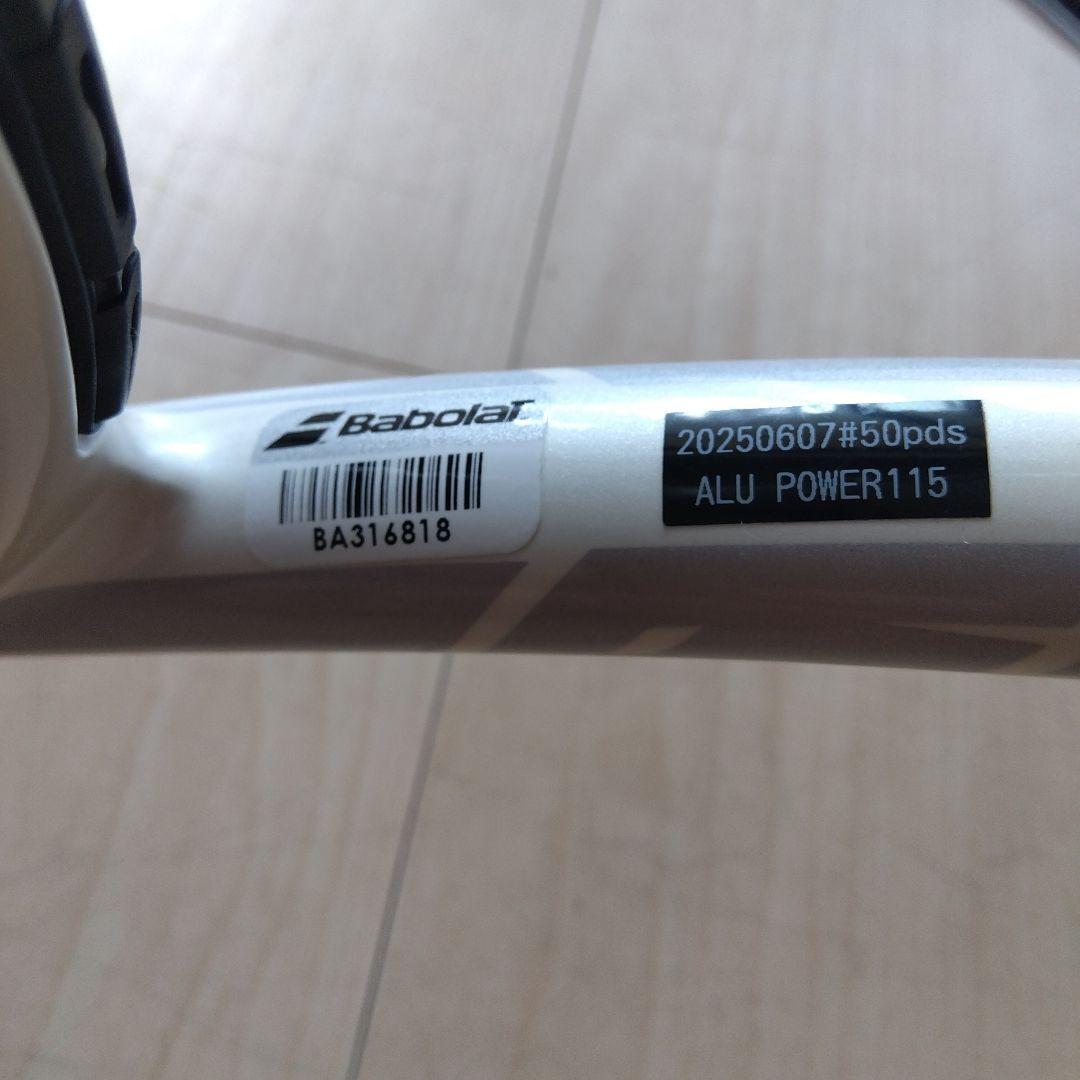 BabolaT
BA316818
20250607#50pds
ALU POWER115